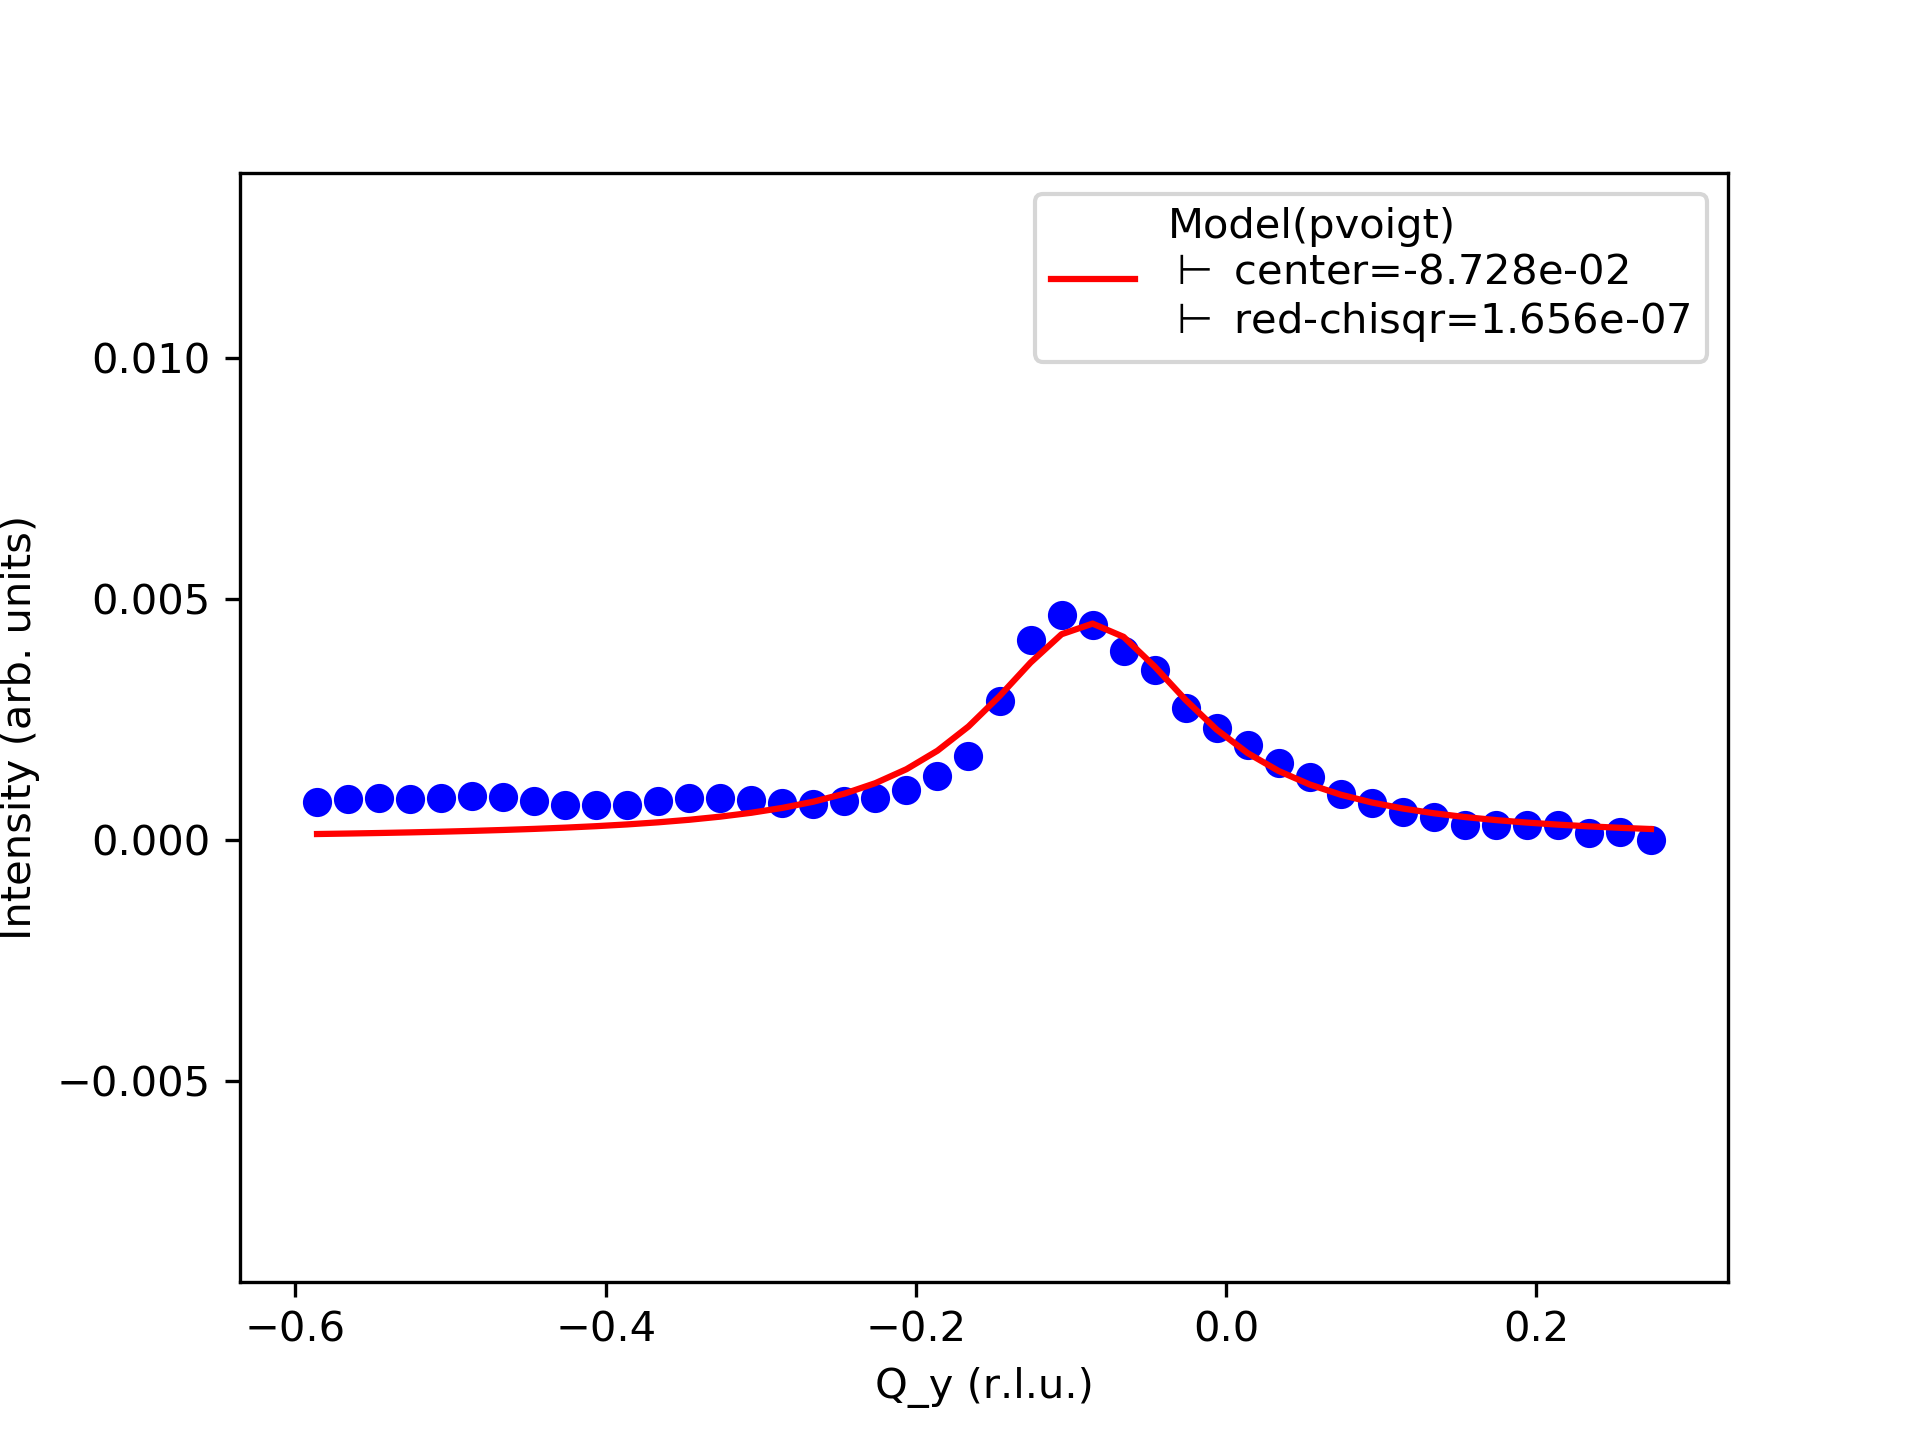 Model(pvoigt)
⊢ center=-8.728e-02
⊢ red-chisqr=1.656e-07
0.010
0.005
0.000
−0.005
Intensity (arb. units)
−0.6 −0.4 −0.2 0.0 0.2
Q_y (r.l.u.)